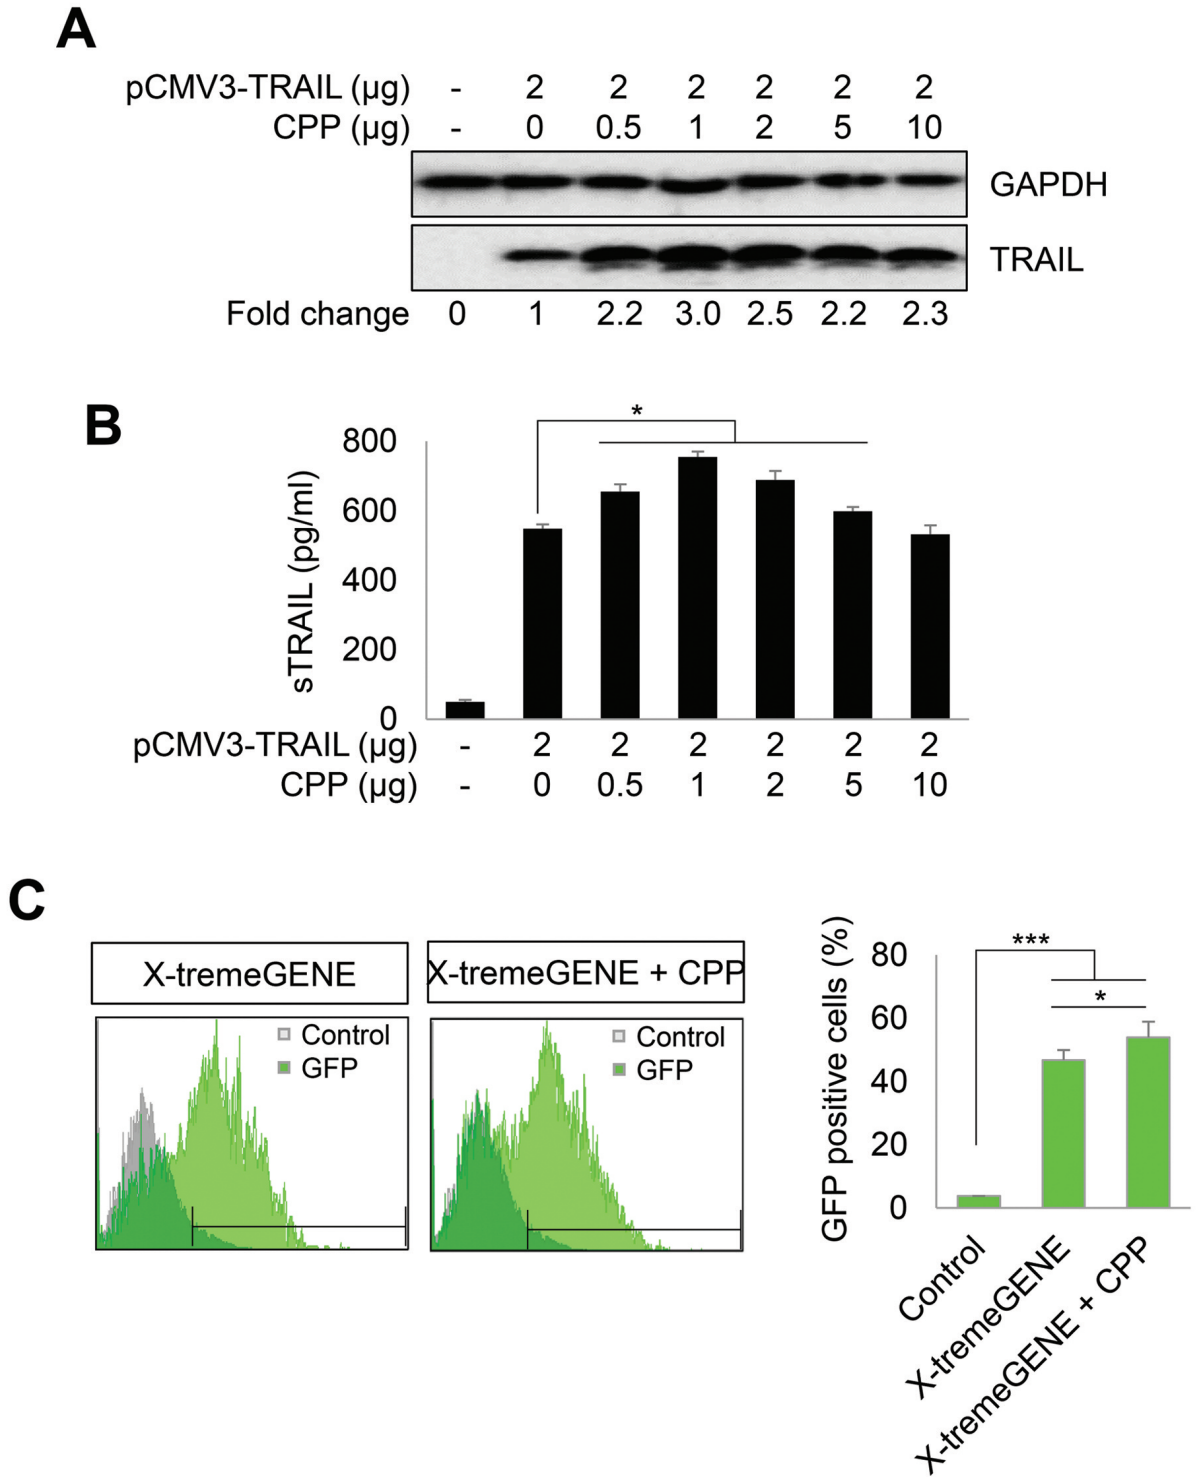 A
pCMV3-TRAIL (µg) - 2 2 2 2 2 2
CPP (µg) - 0 0.5 1 2 5 10
GAPDH
TRAIL
Fold change 0 1 2.2 3.0 2.5 2.2 2.3
B
*
sTRAIL (pg/ml)
800
600
400
200
0
pCMV3-TRAIL (µg) - 2 2 2 2 2 2
CPP (µg) - 0 0.5 1 2 5 10
C
X-tremeGENE
Control
GFP
X-tremeGENE + CPP
Control
GFP
GFP positive cells (%)
80
60
40
20
0
***
*
Control
X-tremeGENE
X-tremeGENE + CPP